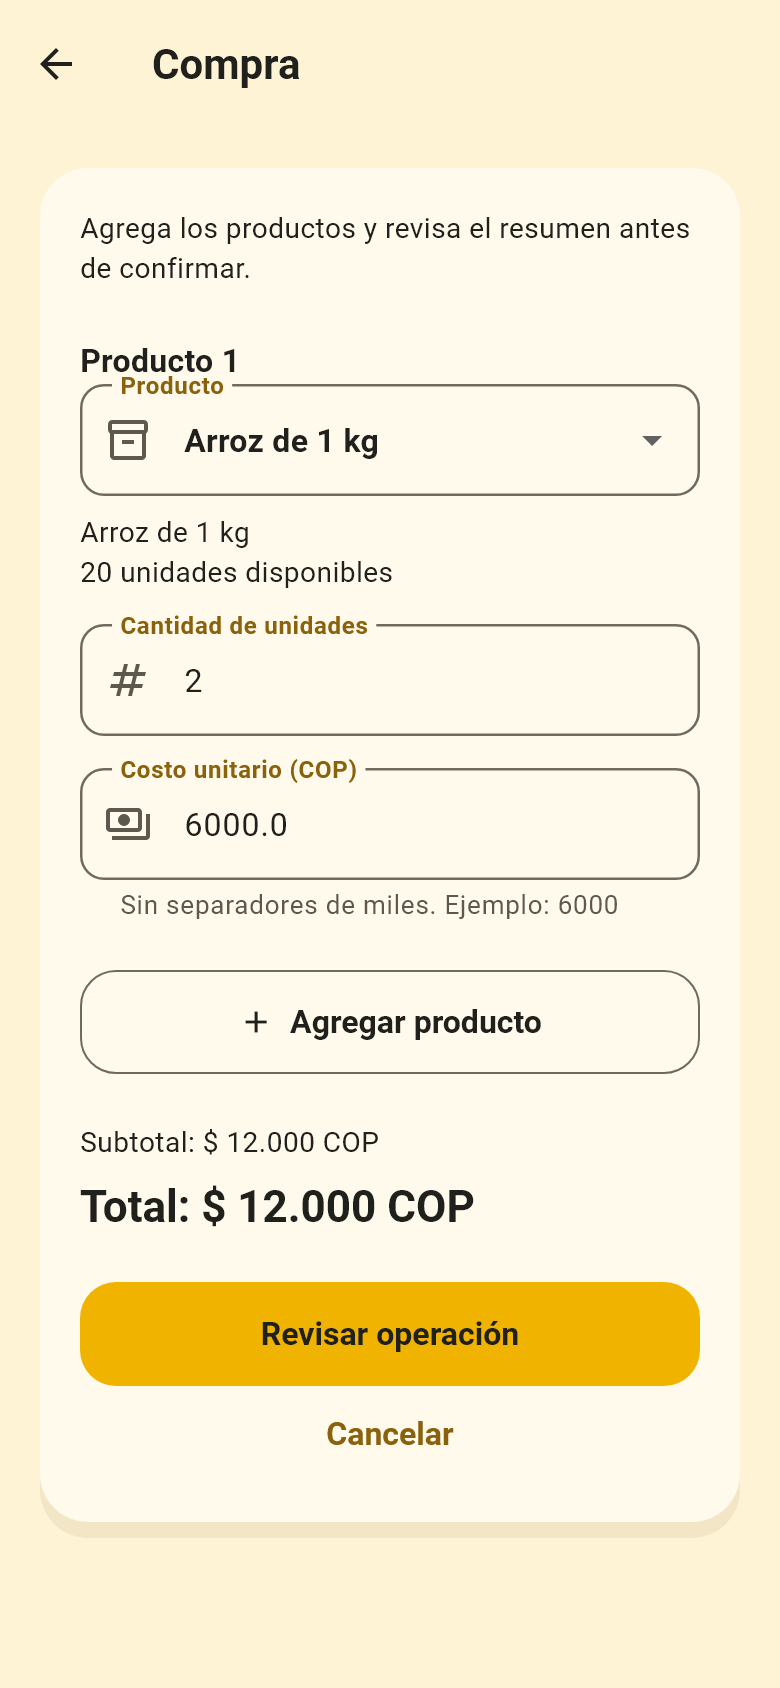 Compra
Agrega los productos y revisa el resumen antes
de confirmar.
Producto 1
Producto
Arroz de 1 kg
Arroz de 1 kg
20 unidades disponibles
Cantidad de unidades
# 2
Costo unitario (COP)
6000.0
Sin separadores de miles. Ejemplo: 6000
+ Agregar producto
Subtotal: $ 12.000 COP
Total: $ 12.000 COP
Revisar operación
Cancelar